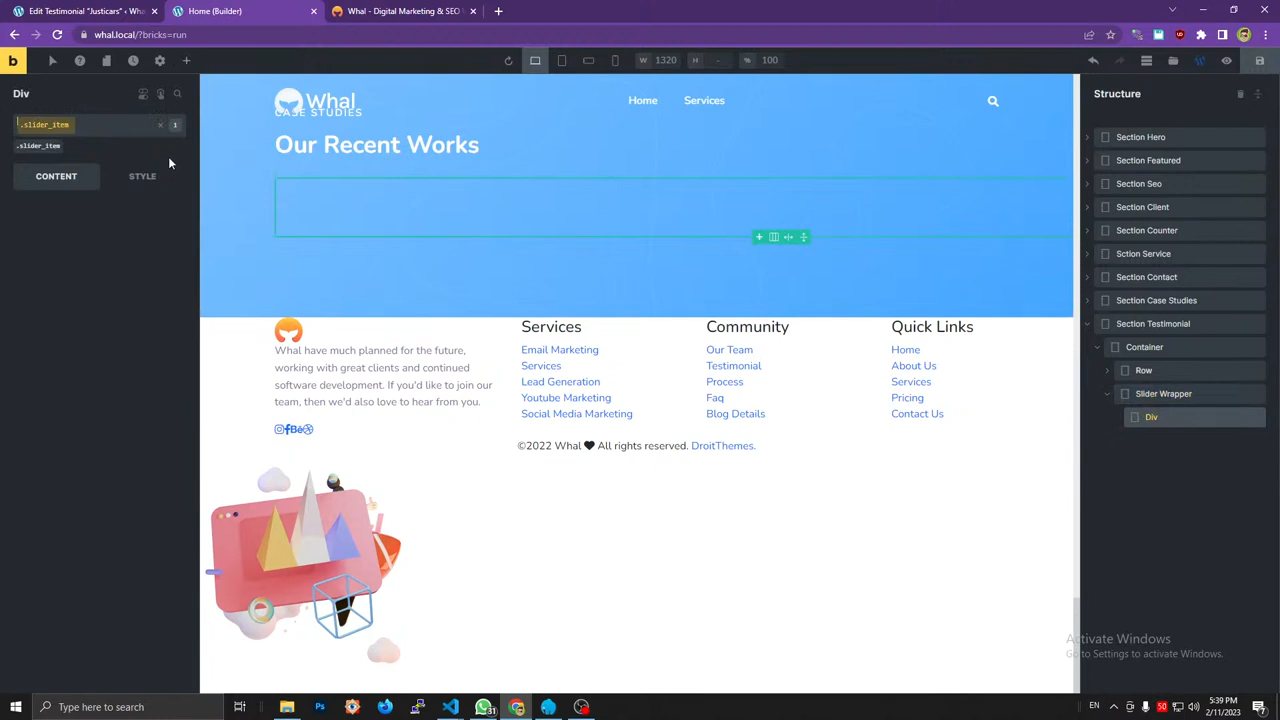 Edit Testimonal "Justicars" ‹ Wha
Home (Builder)
Whal - Digital Marketing & SEO
whal.local/?bricks=run
b
W 1320 H - % 100
Div
.slider_item
1
.slider_item
CONTENT
STYLE
Whal
Home
Services
CASE STUDIES
Our Recent Works
Whal have much planned for the future,
working with great clients and continued
software development. If you'd like to join our
team, then we'd also love to hear from you.
Services
Email Marketing
Services
Lead Generation
Youtube Marketing
Social Media Marketing
Community
Our Team
Testimonial
Process
Faq
Blog Details
Quick Links
Home
About Us
Services
Pricing
Contact Us
©2022 Whal All rights reserved. DroitThemes.
Structure
Section Hero
Section Featured
Section Seo
Section Client
Section Counter
Sction Service
Section Contact
Section Case Studies
Section Testimonial
Container
Row
Slider Wrapper
Div
Activate Windows
Go to Settings to activate Windows.
Type here to search
31
EN
50
5:39 PM
2/11/2023